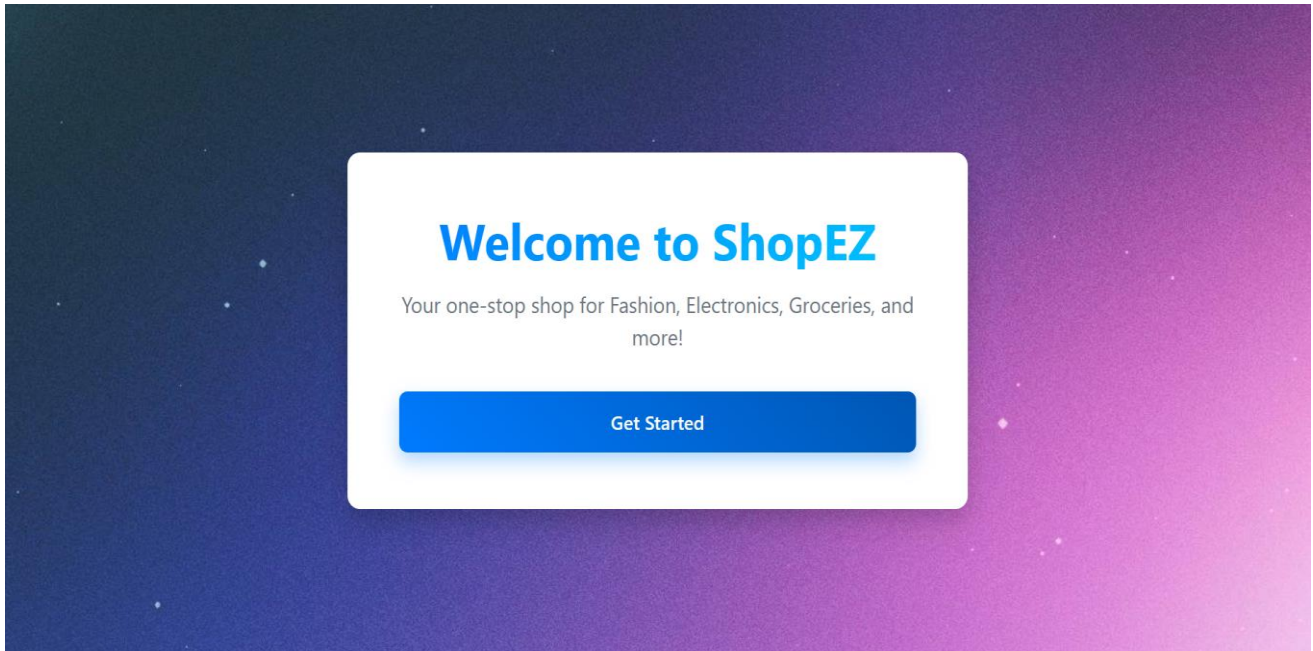 Welcome to ShopEZ
Your one-stop shop for Fashion, Electronics, Groceries, and
more!
Get Started